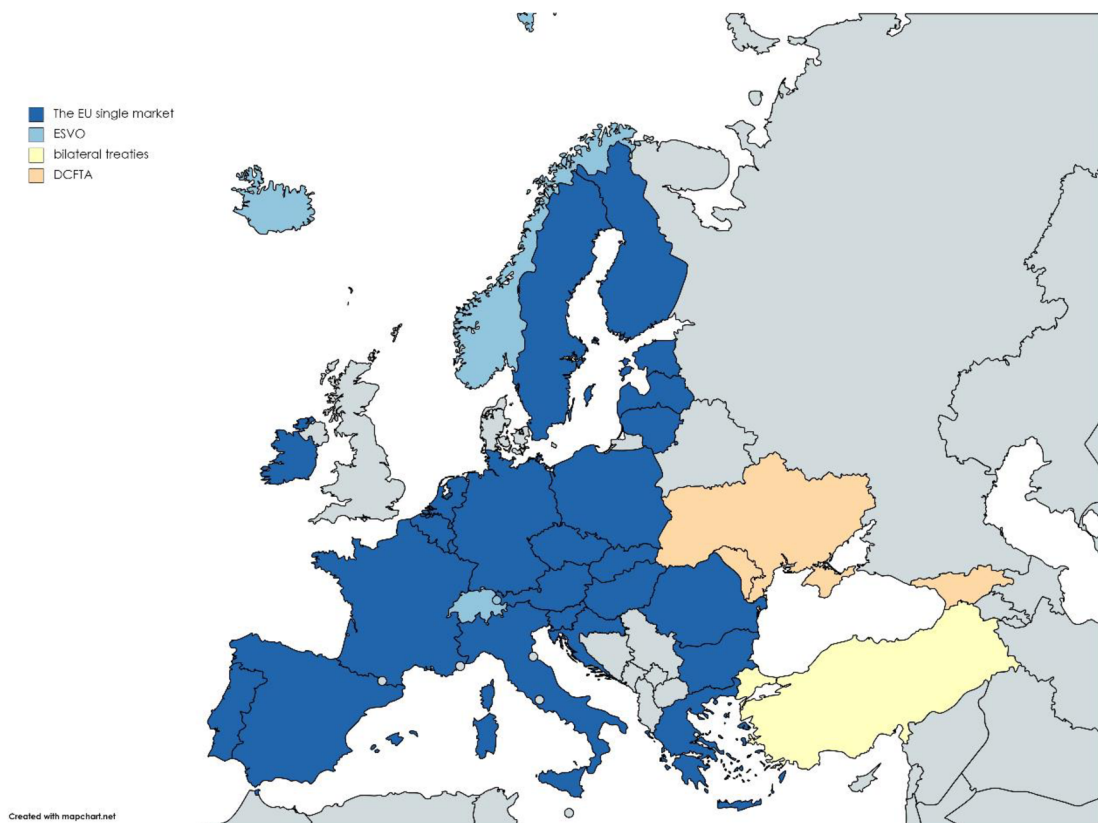 The EU single market
ESVO
bilateral treaties
DCFTA
Created with mapchart.net